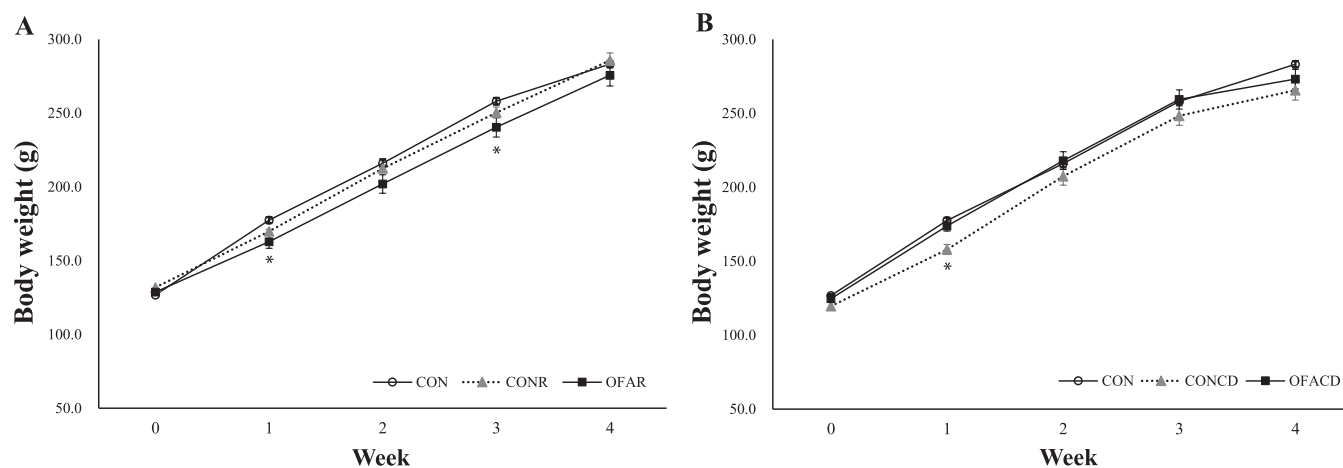 A
300.0
250.0
200.0
150.0
100.0
50.0
Body weight (g)
*
*
CON CONR OFAR
0 1 2 3 4
Week
B
300.0
250.0
200.0
150.0
100.0
50.0
Body weight (g)
*
CON CONCD OFACD
0 1 2 3 4
Week